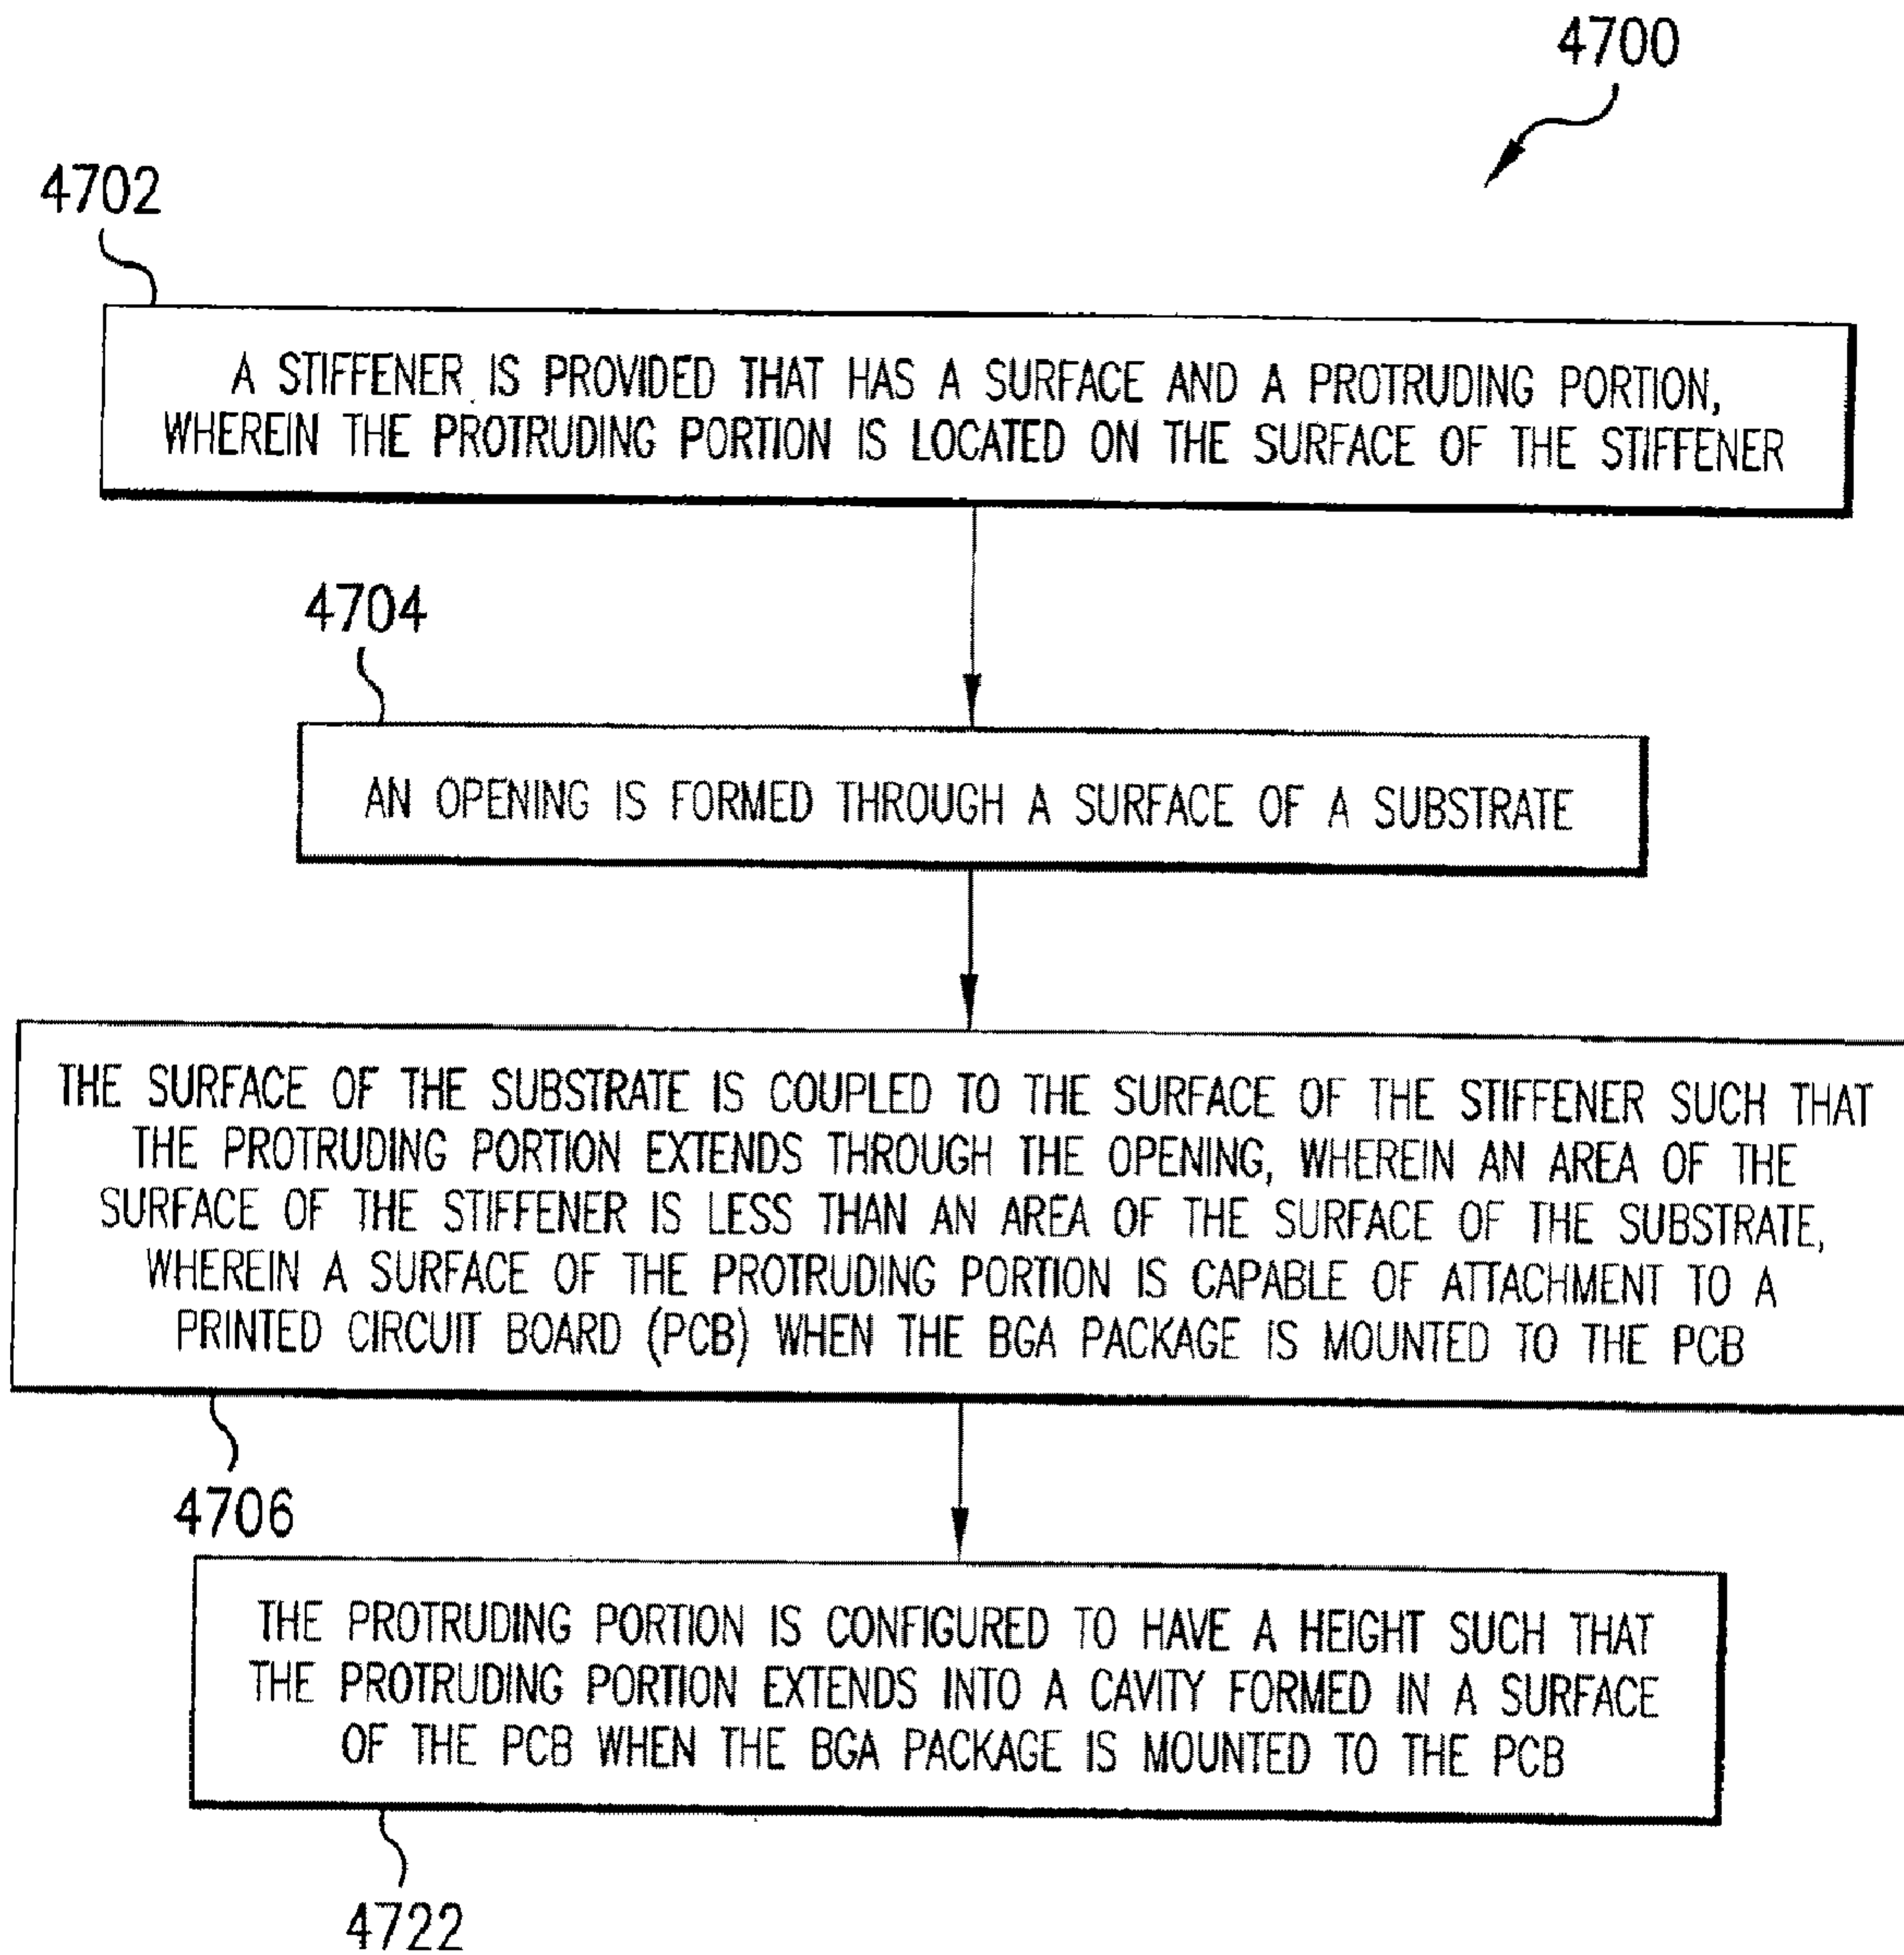 4700
4702
A STIFFENER IS PROVIDED THAT HAS A SURFACE AND A PROTRUDING PORTION,
WHEREIN THE PROTRUDING PORTION IS LOCATED ON THE SURFACE OF THE STIFFENER
4704
AN OPENING IS FORMED THROUGH A SURFACE OF A SUBSTRATE
THE SURFACE OF THE SUBSTRATE IS COUPLED TO THE SURFACE OF THE STIFFENER SUCH THAT
THE PROTRUDING PORTION EXTENDS THROUGH THE OPENING, WHEREIN AN AREA OF THE
SURFACE OF THE STIFFENER IS LESS THAN AN AREA OF THE SURFACE OF THE SUBSTRATE,
WHEREIN A SURFACE OF THE PROTRUDING PORTION IS CAPABLE OF ATTACHMENT TO A
PRINTED CIRCUIT BOARD (PCB) WHEN THE BGA PACKAGE IS MOUNTED TO THE PCB
4706
THE PROTRUDING PORTION IS CONFIGURED TO HAVE A HEIGHT SUCH THAT
THE PROTRUDING PORTION EXTENDS INTO A CAVITY FORMED IN A SURFACE
OF THE PCB WHEN THE BGA PACKAGE IS MOUNTED TO THE PCB
4722